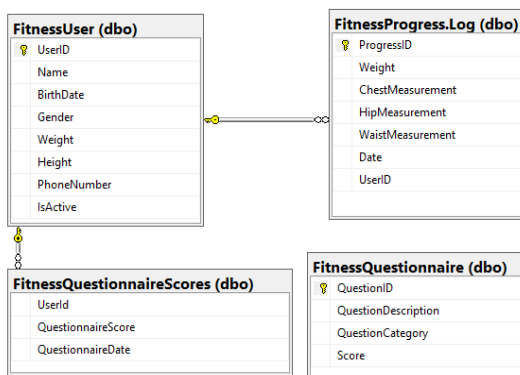 FitnessUser (dbo)
UserID
Name
BirthDate
Gender
Weight
Height
PhoneNumber
IsActive
FitnessProgress.Log (dbo)
ProgressID
Weight
ChestMeasurement
HipMeasurement
WaistMeasurement
Date
UserID
FitnessQuestionnaireScores (dbo)
UserId
QuestionnaireScore
QuestionnaireDate
FitnessQuestionnaire (dbo)
QuestionID
QuestionDescription
QuestionCategory
Score